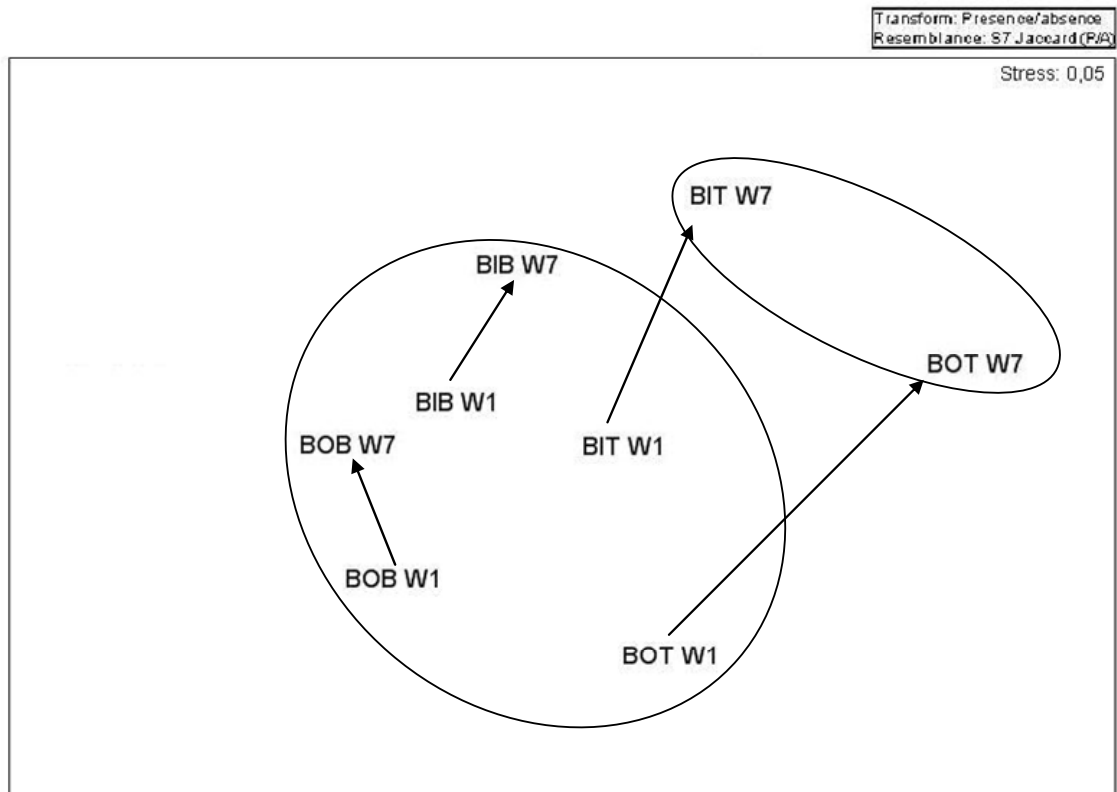 Transform: Presence/absence
Resemblance: S7 Jaccard (P/A)
Stress: 0,05
BIT W7
BIB W7
BOT W7
BIB W1
BOB W7
BIT W1
BOB W1
BOT W1